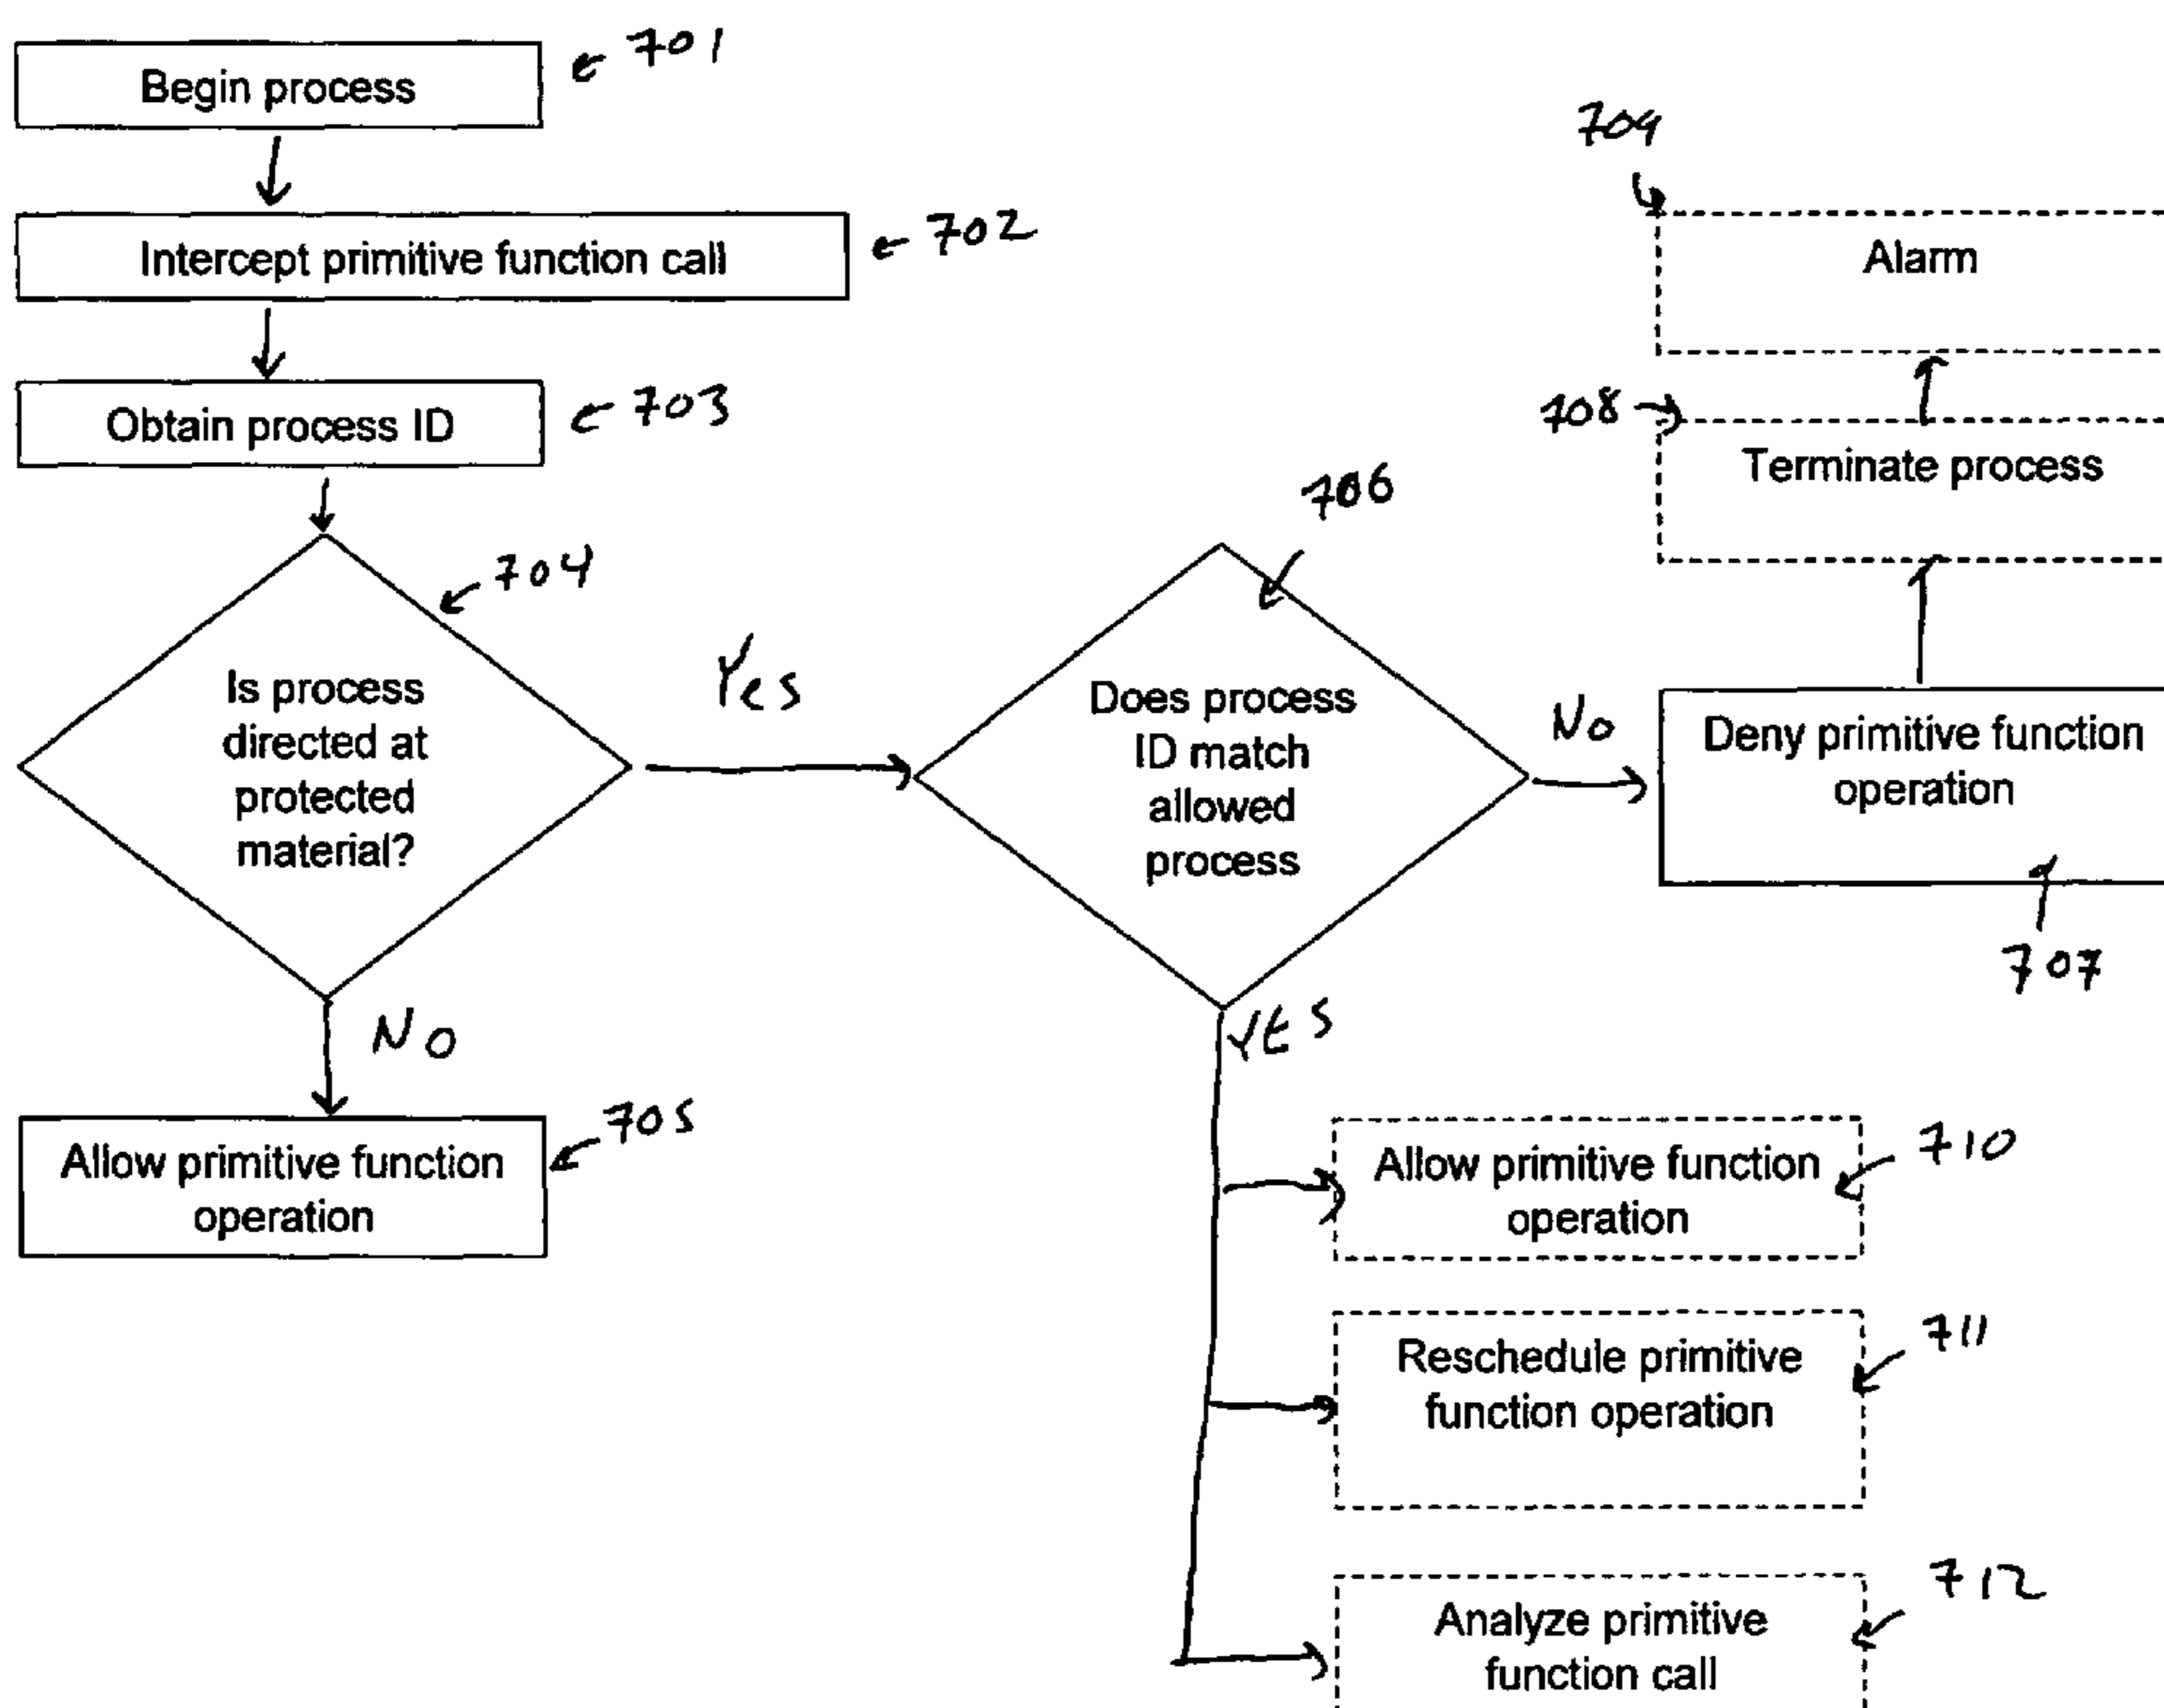 Begin process
701
Intercept primitive function call
702
Obtain process ID
703
704
Is process
directed at
protected
material?
Yes
No
Allow primitive function
operation
705
706
Does process
ID match
allowed
process
No
YES
Deny primitive function
operation
707
708
Terminate process
709
Alarm
Allow primitive function
operation
710
Reschedule primitive
function operation
711
Analyze primitive
function call
712